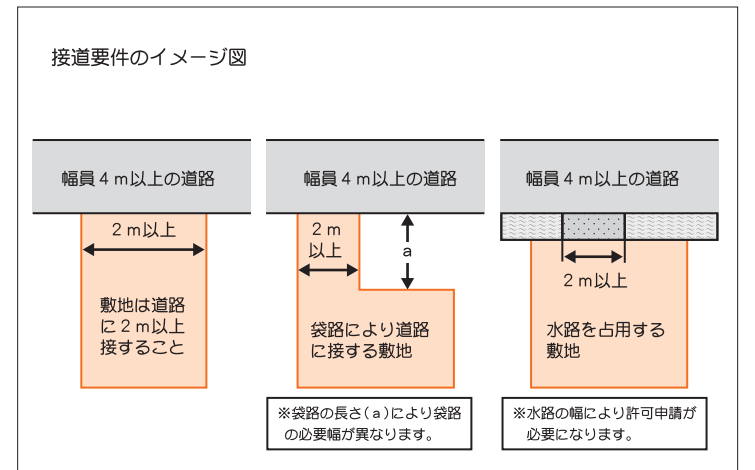 接道要件のイメージ図
幅員４ｍ以上の道路
２ｍ以上
敷地は道路
に２ｍ以上
接すること
幅員４ｍ以上の道路
２ｍ
以上
a
袋路により道路
に接する敷地
※袋路の長さ(a)により袋路
の必要幅が異なります。
幅員４ｍ以上の道路
２ｍ以上
水路を占用する
敷地
※水路の幅により許可申請が
必要になります。